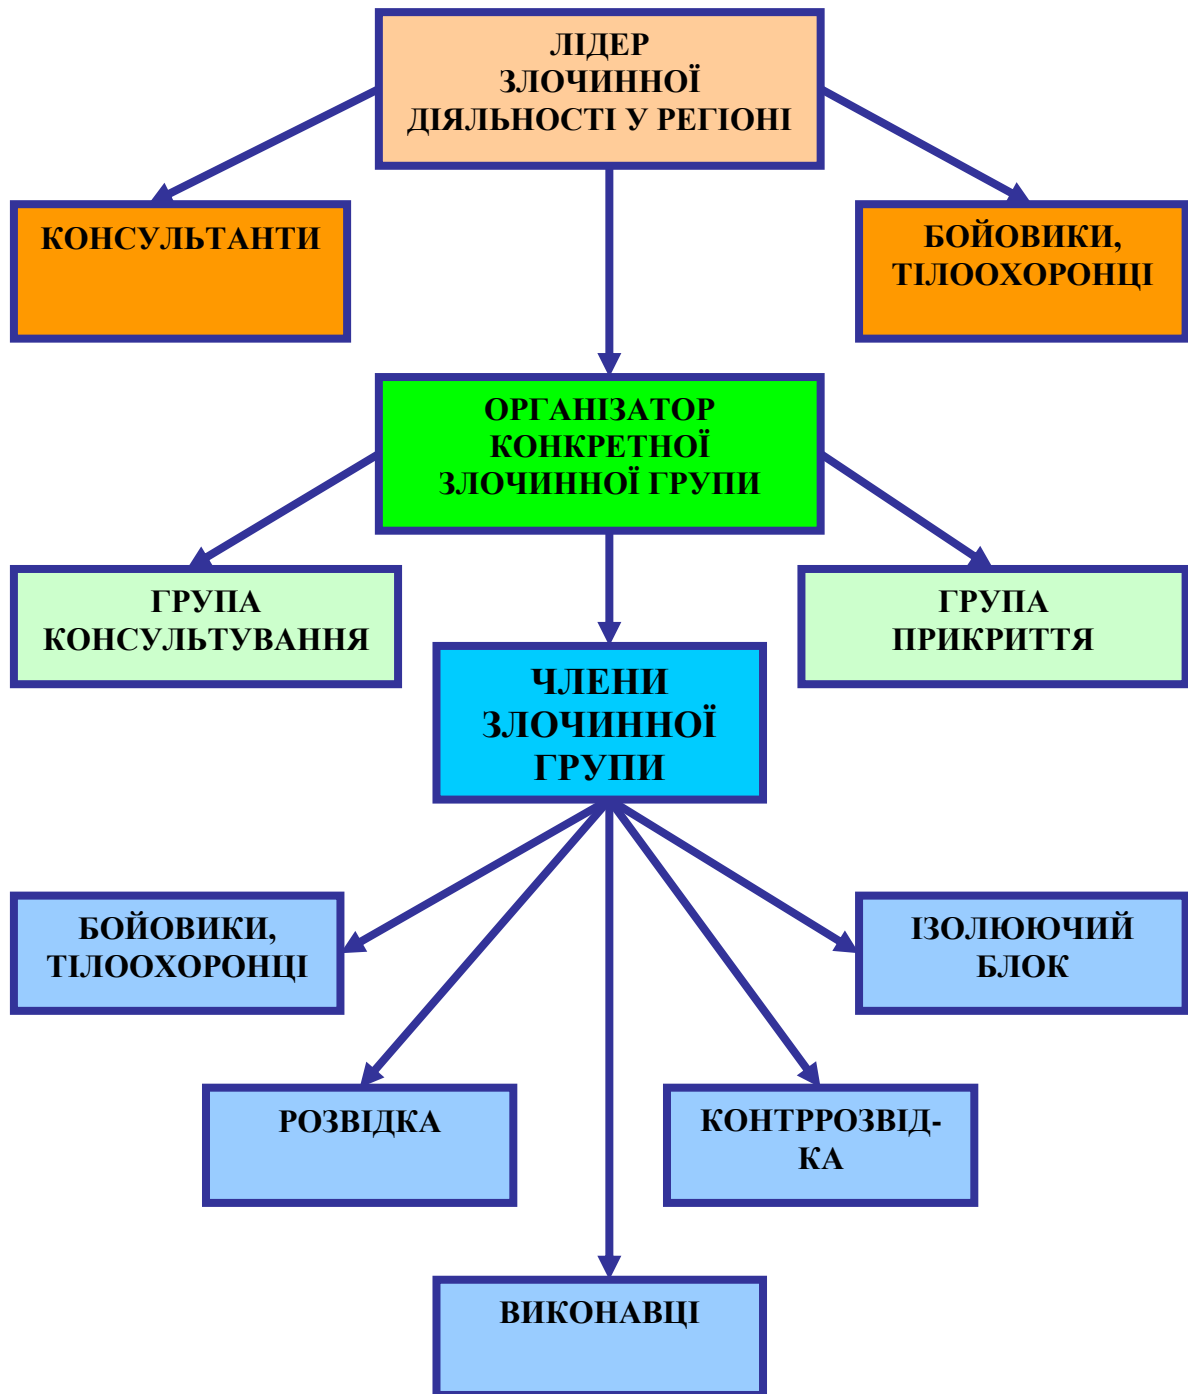 ЛІДЕР
ЗЛОЧИННОЇ
ДІЯЛЬНОСТІ У РЕГІОНІ
КОНСУЛЬТАНТИ
БОЙОВИКИ,
ТІЛООХОРОНЦІ
ОРГАНІЗАТОР
КОНКРЕТНОЇ
ЗЛОЧИННОЇ ГРУПИ
ГРУПА
КОНСУЛЬТУВАННЯ
ГРУПА
ПРИКРИТТЯ
ЧЛЕНИ
ЗЛОЧИННОЇ
ГРУПИ
БОЙОВИКИ,
ТІЛООХОРОНЦІ
ІЗОЛЮЮЧИЙ
БЛОК
РОЗВІДКА
КОНТРРОЗВІД-
КА
ВИКОНАВЦІ